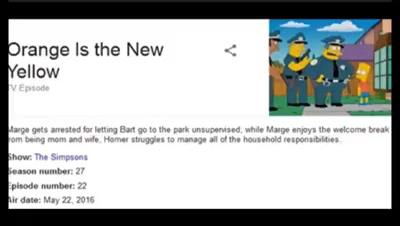 Orange Is the New
Yellow
TV Episode
Marge gets arrested for letting Bart go to the park unsupervised; while Marge enjoys the welcome break
from being mom and wife, Homer struggles to manage all of the household responsibilities.
Show: The Simpsons
Season number: 27
Episode number: 22
Air date: May 22, 2016